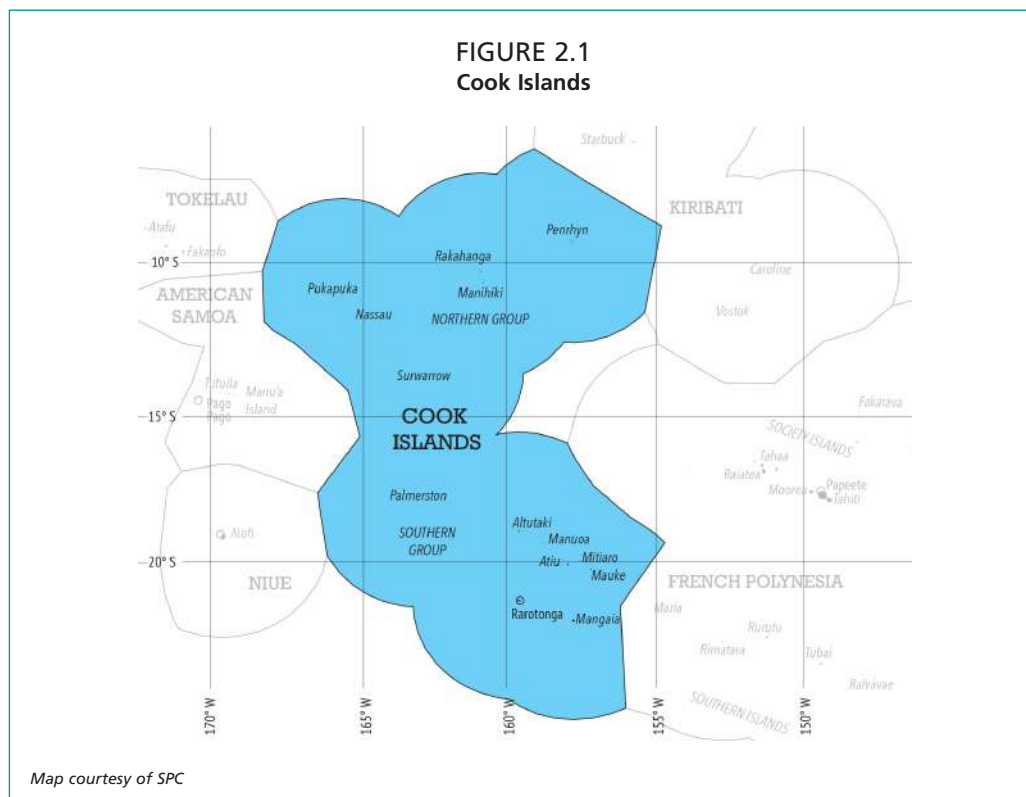 FIGURE 2.1
Cook Islands
Starbuck
TOKELAU
KIRIBATI
Atafu
Fakaofo
Penrhyn
Rakahanga
10° S
Caroline
Pukapuka
Manihiki
AMERICAN
SAMOA
Nassau
NORTHERN GROUP
Vostok
Surwarrow
Tutuila
Manu'a
Island
Pago
Pago
Fakarava
15° S
COOK
ISLANDS
SOCIETY ISLANDS
Tahaa
Raiatea
Moorea
Papeete
Tahiti
Palmerston
Altutaki
SOUTHERN
GROUP
Manuoa
Alofi
Atiu
Mitiaro
20° S
Mauke
NIUE
FRENCH POLYNESIA
Rarotonga
Mangaia
Maria
Rururu
Rimatara
Tubai
Raivavae
SOUTHERN ISLANDS
170° W
165° W
160° W
155° W
150° W
Map courtesy of SPC